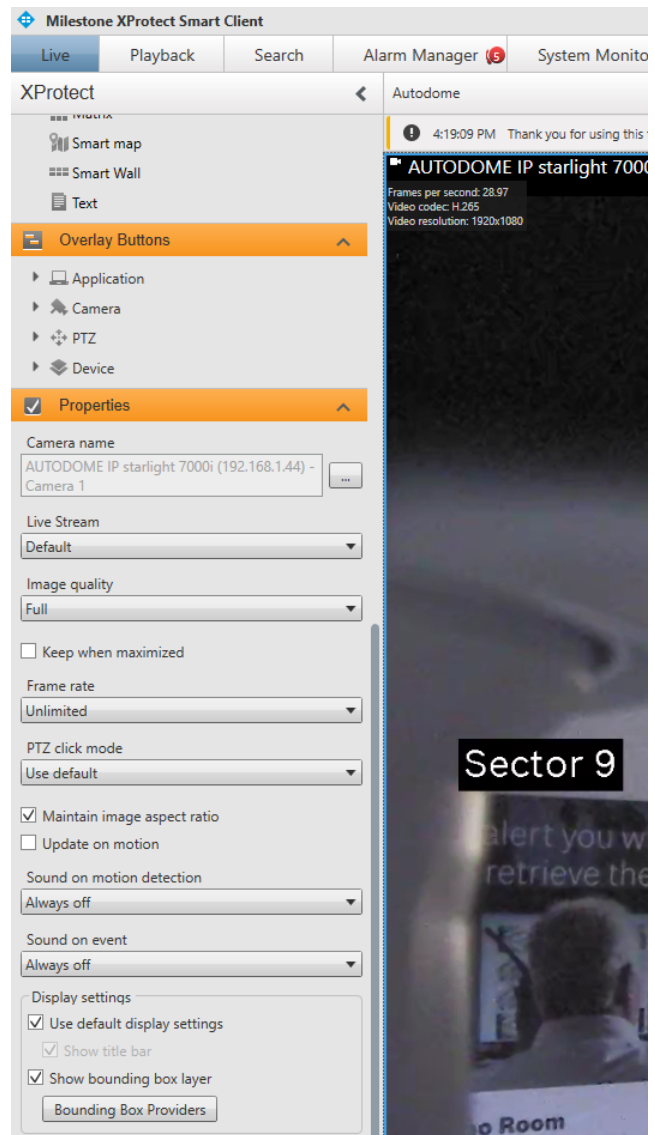 Milestone XProtect Smart Client
Live Playback Search Alarm Manager 5 System Monito
XProtect
Autodome
Matrix
4:19:09 PM Thank you for using this
Smart map
Smart Wall
Text
AUTODOME IP starlight 7000
Frames per second: 28.97
Video codec: H.265
Video resolution: 1920x1080
Overlay Buttons
Application
Camera
PTZ
Device
Properties
Camera name
AUTODOME IP starlight 7000i (192.168.1.44) -
Camera 1
...
Live Stream
Default
Image quality
Full
Keep when maximized
Frame rate
Unlimited
PTZ click mode
Use default
Maintain image aspect ratio
Update on motion
Sound on motion detection
Always off
Sound on event
Always off
Display settings
Use default display settings
Show title bar
Show bounding box layer
Bounding Box Providers
Sector 9
alert you w
retrieve the
Room